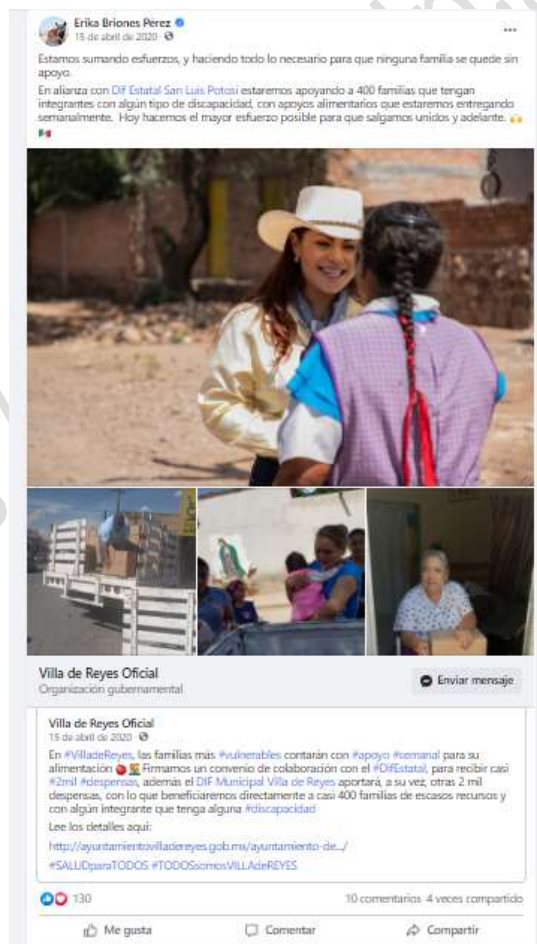 Erika Briones Pérez
15 de abril de 2020
Estamos sumando esfuerzos, y haciendo todo lo necesario para que ninguna familia se quede sin
apoyo.
En alianza con Dif Estatal San Luis Potosí estaremos apoyando a 400 familias que tengan
integrantes con algún tipo de discapacidad, con apoyos alimentarios que estaremos entregando
semanalmente. Hoy hacemos el mayor esfuerzo posible para que salgamos unidos y adelante. 🙌
🇲🇽
Villa de Reyes Oficial
Organización gubernamental
Enviar mensaje
Villa de Reyes Oficial
15 de abril de 2020
En #VilladeReyes, las familias más #vulnerables contarán con #apoyo #semanal para su
alimentación Firmamos un convenio de colaboración con el #DifEstatal, para recibir casi
#2mil #despensas, además el DIF Municipal Villa de Reyes aportará, a su vez, otras 2 mil
despensas, con lo que beneficiaremos directamente a casi 400 familias de escasos recursos y
con algún integrante que tenga alguna #discapacidad
Lee los detalles aquí:
http://ayuntamientovilladereyes.gob.mx/ayuntamiento-de.../
#SALUDparaTODOS #TODOSsomosVILLAdeREYES
130
10 comentarios 4 veces compartido
Me gusta
Comentar
Compartir